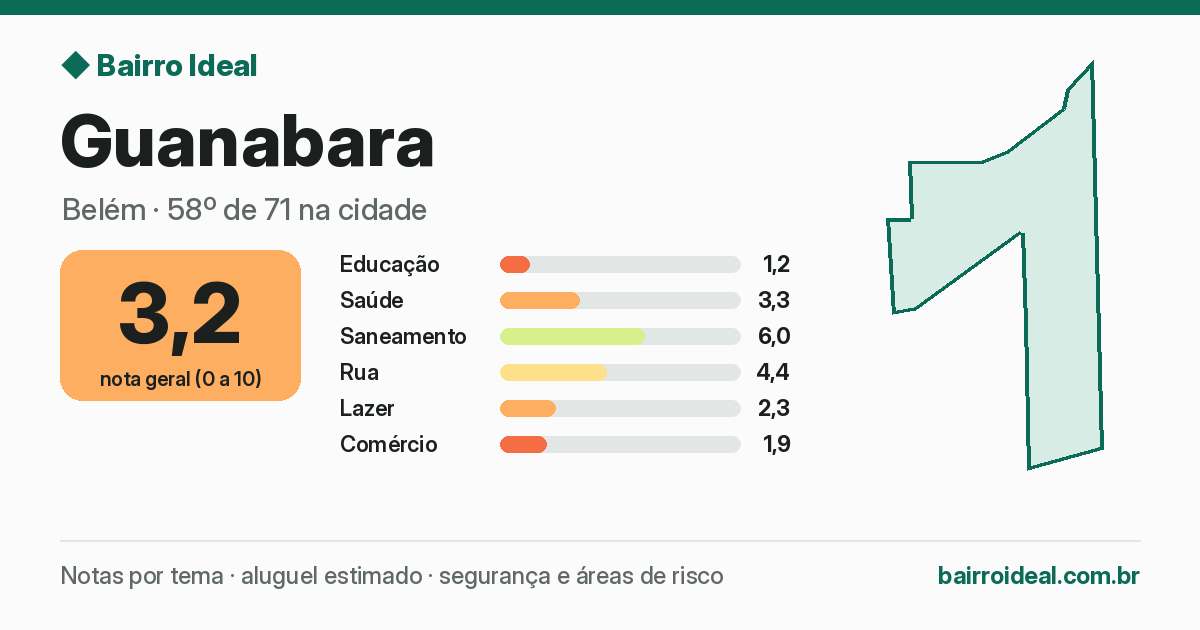 Bairro Ideal
Guanabara
Belém · 58º de 71 na cidade
3,2
nota geral (0 a 10)
Educação 1,2
Saúde 3,3
Saneamento 6,0
Rua 4,4
Lazer 2,3
Comércio 1,9
Notas por tema · aluguel estimado · segurança e áreas de risco
bairroideal.com.br